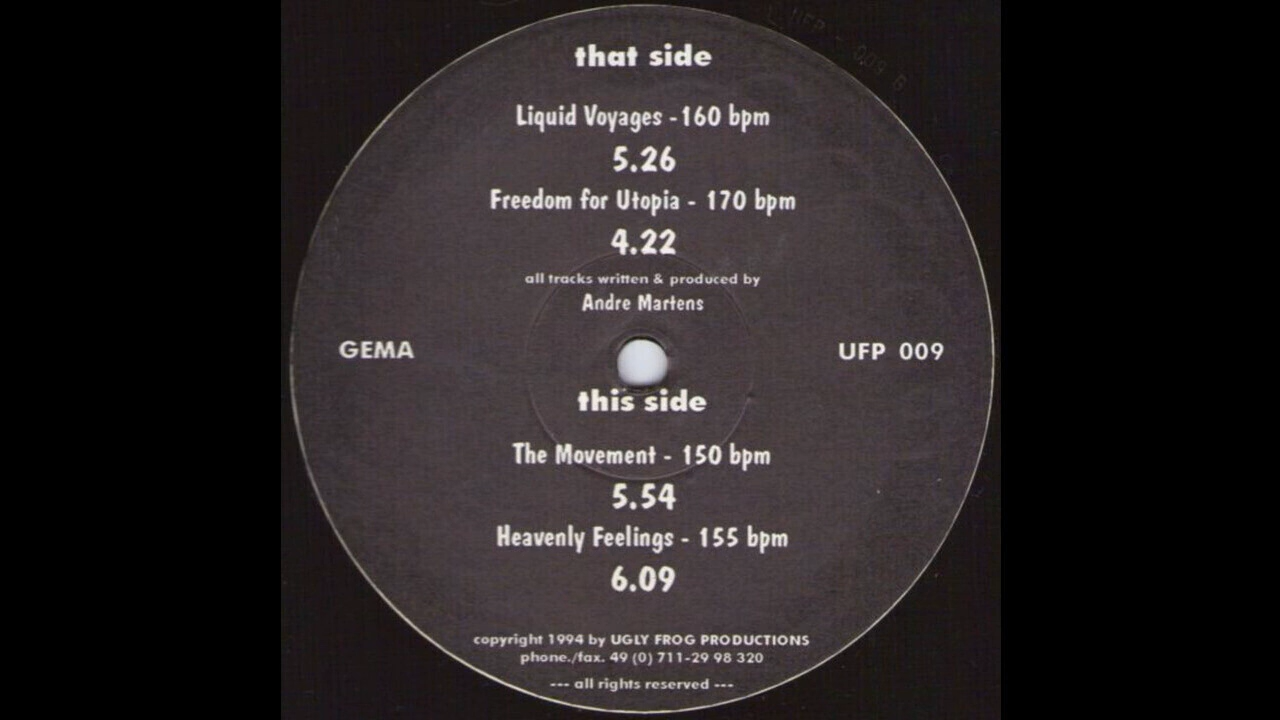 that side
Liquid Voyages -160 bpm
5.26
Freedom for Utopia - 170 bpm
4.22
all tracks written & produced by
Andre Martens
GEMA
UFP 009
this side
The Movement - 150 bpm
5.54
Heavenly Feelings - 155 bpm
6.09
copyright 1994 by UGLY FROG PRODUCTIONS
phone./fax. 49 (0) 711-29 98 320
--- all rights reserved ---